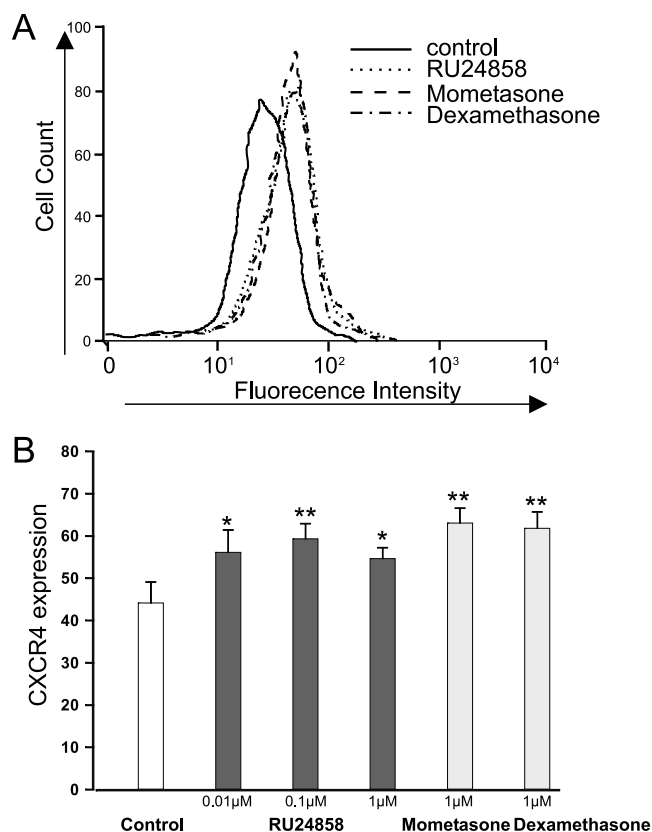 A
100
80
60
40
20
0
Cell Count
control
RU24858
Mometasone
Dexamethasone
0 10¹ 10² 10³ 10⁴
Fluorecence Intensity
B
80
70
60
50
40
30
20
10
0
CXCR4 expression
* ** * ** **
0.01µM 0.1µM 1µM 1µM 1µM
Control RU24858 Mometasone Dexamethasone